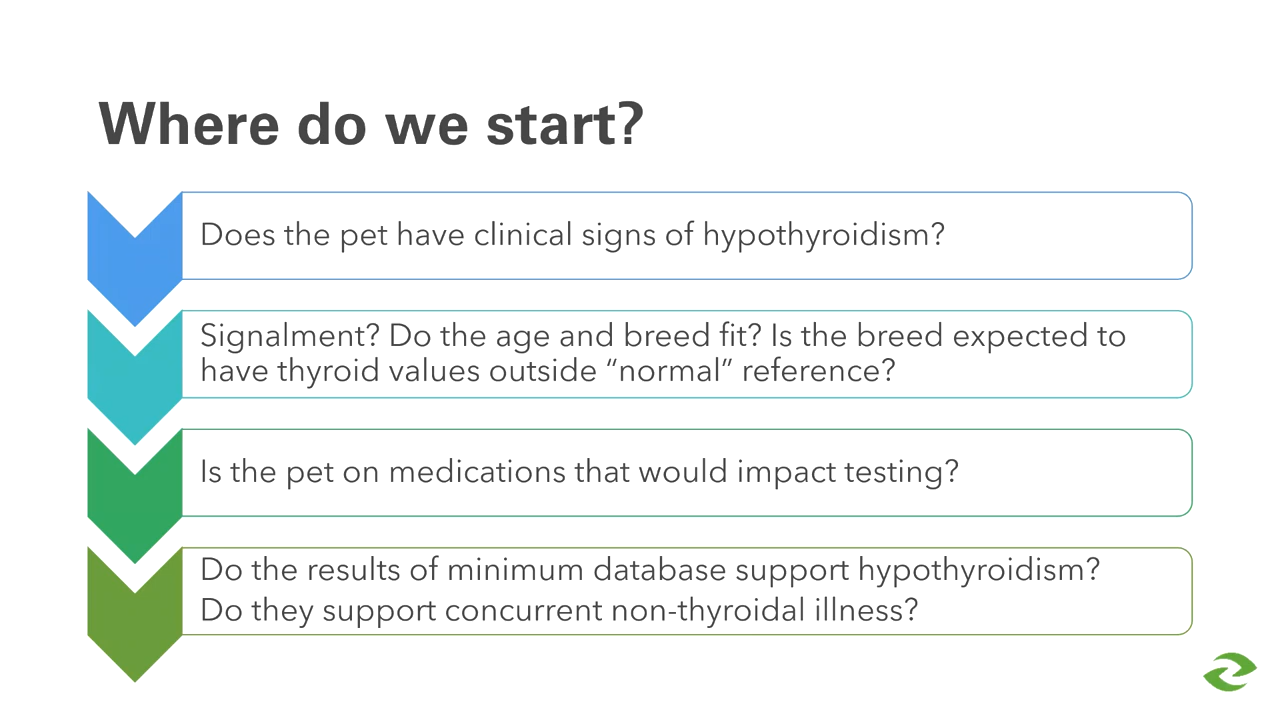 Where do we start?
Does the pet have clinical signs of hypothyroidism?
Signalment? Do the age and breed fit? Is the breed expected to
have thyroid values outside “normal” reference?
Is the pet on medications that would impact testing?
Do the results of minimum database support hypothyroidism?
Do they support concurrent non-thyroidal illness?